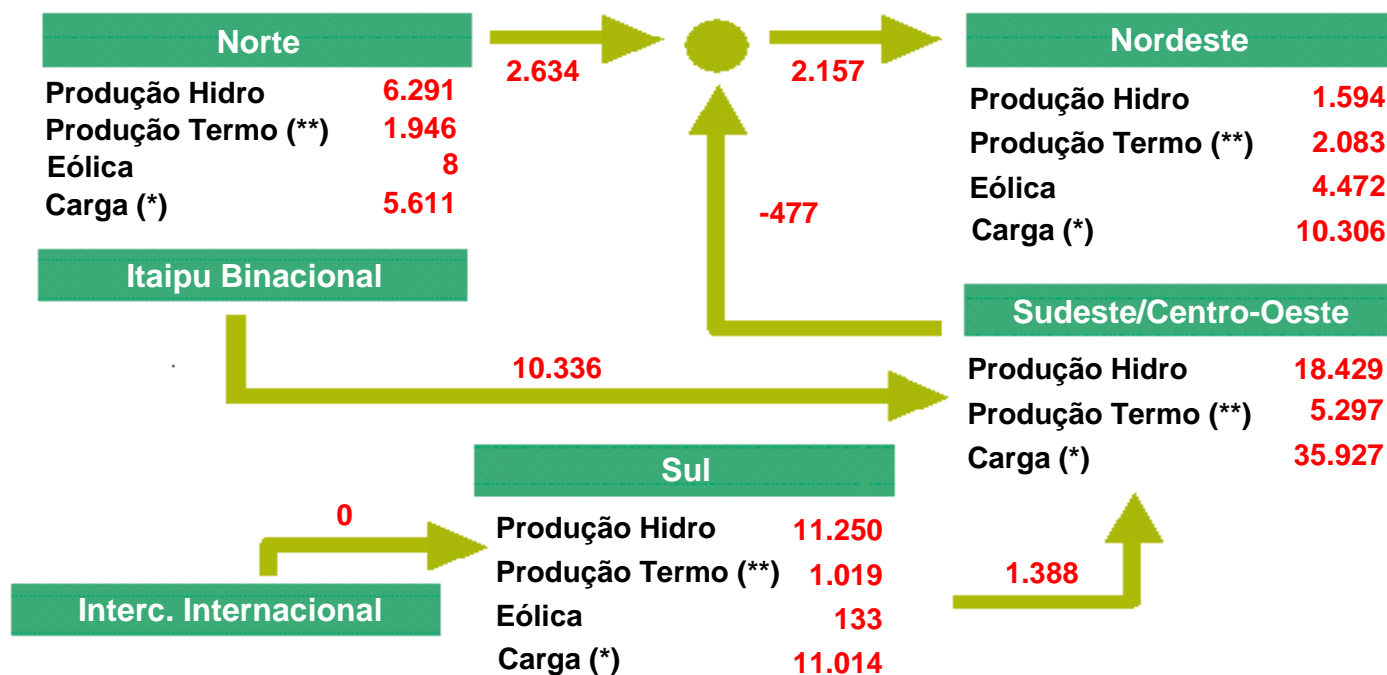 Norte
Produção Hidro 6.291
Produção Termo (**) 1.946
Eólica 8
Carga (*) 5.611
2.634
2.157
Nordeste
Produção Hidro 1.594
Produção Termo (**) 2.083
Eólica 4.472
Carga (*) 10.306
-477
Itaipu Binacional
10.336
Sudeste/Centro-Oeste
Produção Hidro 18.429
Produção Termo (**) 5.297
Carga (*) 35.927
Sul
Produção Hidro 11.250
Produção Termo (**) 1.019
Eólica 133
Carga (*) 11.014
0
Interc. Internacional
1.388